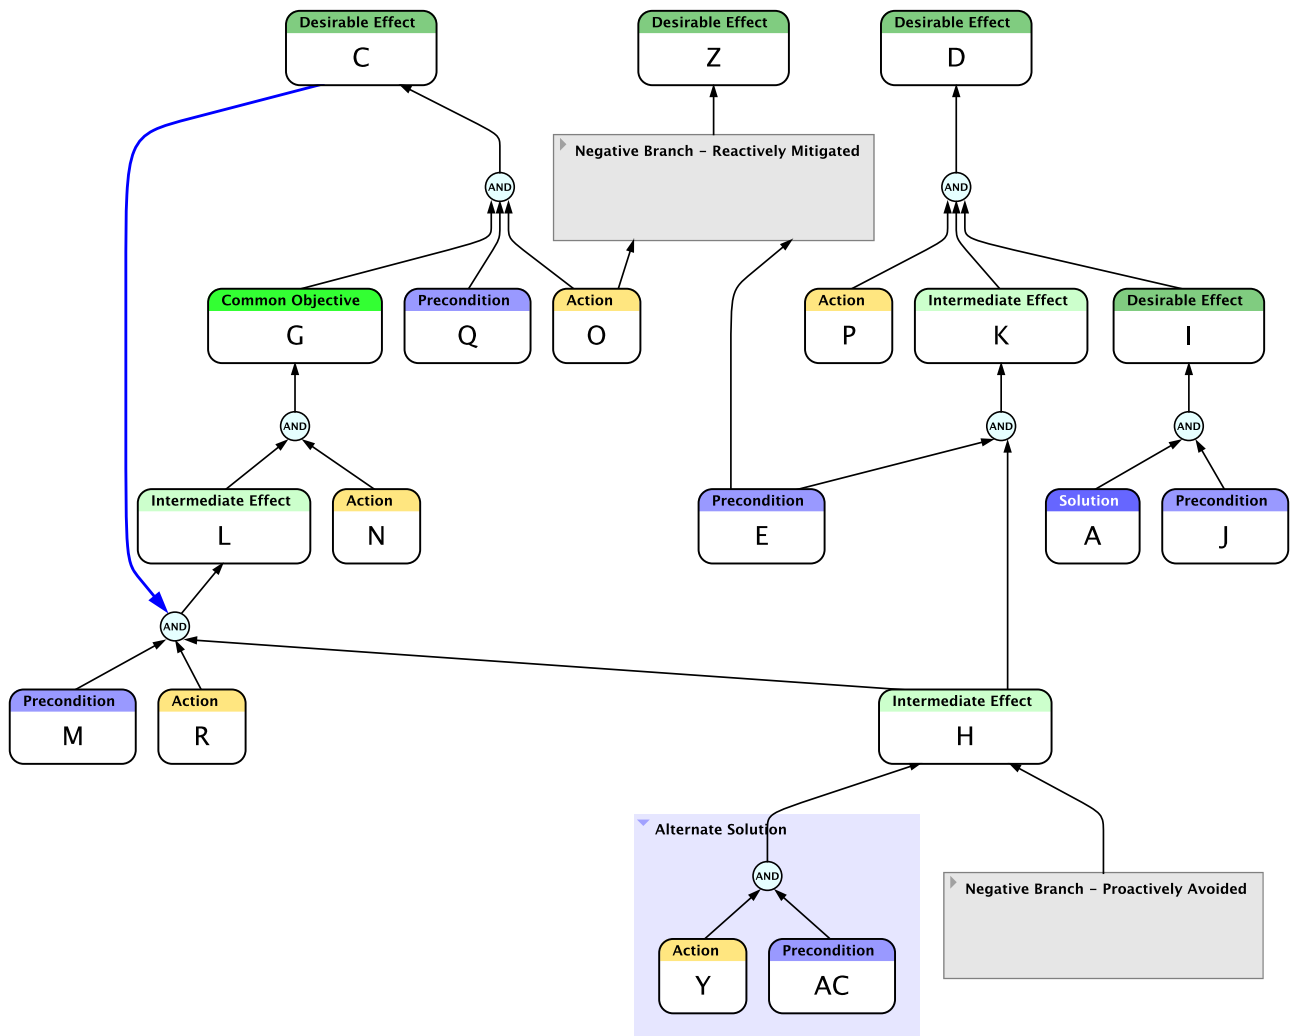 Desirable Effect
C
Desirable Effect
Z
Desirable Effect
D
Negative Branch - Reactively Mitigated
AND
AND
Common Objective
G
Precondition
Q
Action
O
Action
P
Intermediate Effect
K
Desirable Effect
I
AND
AND
AND
Intermediate Effect
L
Action
N
Precondition
E
Solution
A
Precondition
J
AND
Precondition
M
Action
R
Intermediate Effect
H
Alternate Solution
AND
Negative Branch - Proactively Avoided
Action
Y
Precondition
AC